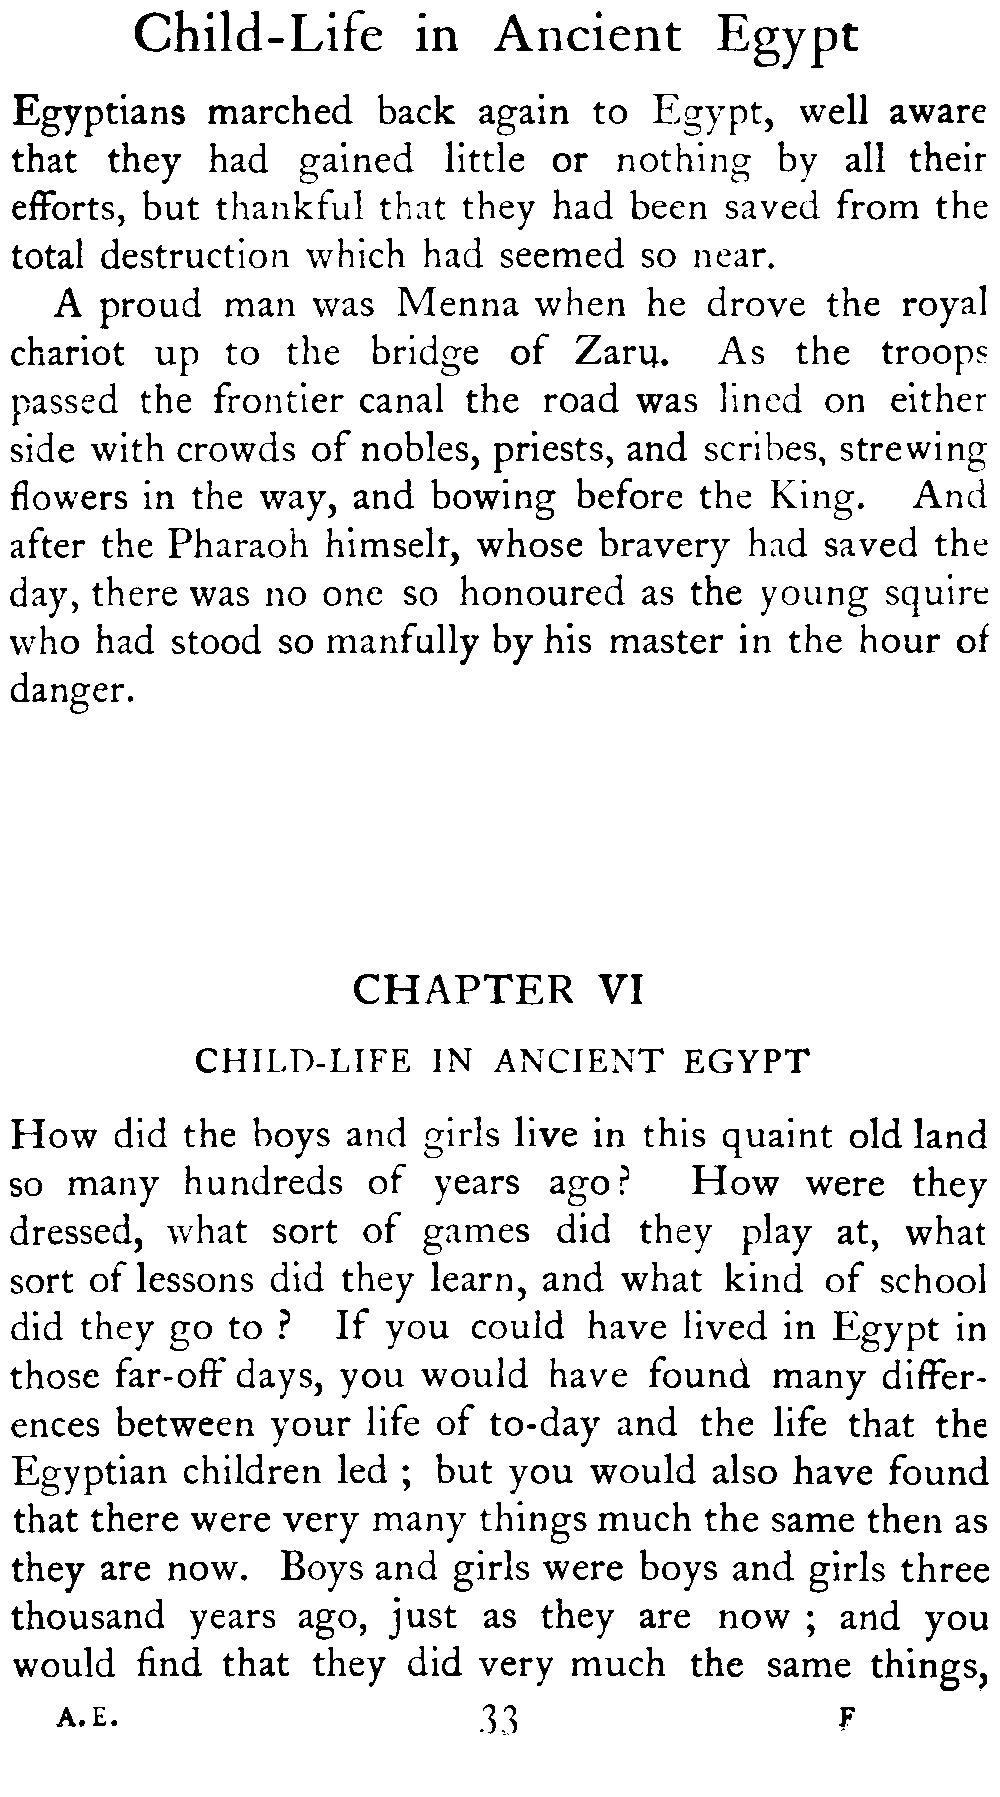 Child-Life in Ancient Egypt
Egyptians marched back again to Egypt, well aware
that they had gained little or nothing by all their
efforts, but thankful that they had been saved from the
total destruction which had seemed so near.
A proud man was Menna when he drove the royal
chariot up to the bridge of Zaru. As the troops
passed the frontier canal the road was lined on either
side with crowds of nobles, priests, and scribes, strewing
flowers in the way, and bowing before the King. And
after the Pharaoh himself, whose bravery had saved the
day, there was no one so honoured as the young squire
who had stood so manfully by his master in the hour of
danger.
CHAPTER VI
CHILD-LIFE IN ANCIENT EGYPT
How did the boys and girls live in this quaint old land
so many hundreds of years ago? How were they
dressed, what sort of games did they play at, what
sort of lessons did they learn, and what kind of school
did they go to ? If you could have lived in Egypt in
those far-off days, you would have found many differ-
ences between your life of to-day and the life that the
Egyptian children led ; but you would also have found
that there were very many things much the same then as
they are now. Boys and girls were boys and girls three
thousand years ago, just as they are now ; and you
would find that they did very much the same things,
A.E. 33 F